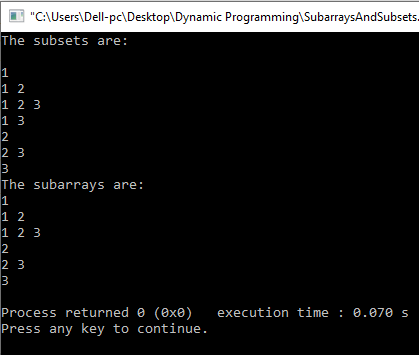 "C:\Users\Dell-pc\Desktop\Dynamic Programming\SubarraysAndSubsets.
The subsets are:

1
1 2
1 2 3
1 3
2
2 3
3
The subarrays are:
1
1 2
1 2 3
2
2 3
3

Process returned 0 (0x0)   execution time : 0.070 s
Press any key to continue.